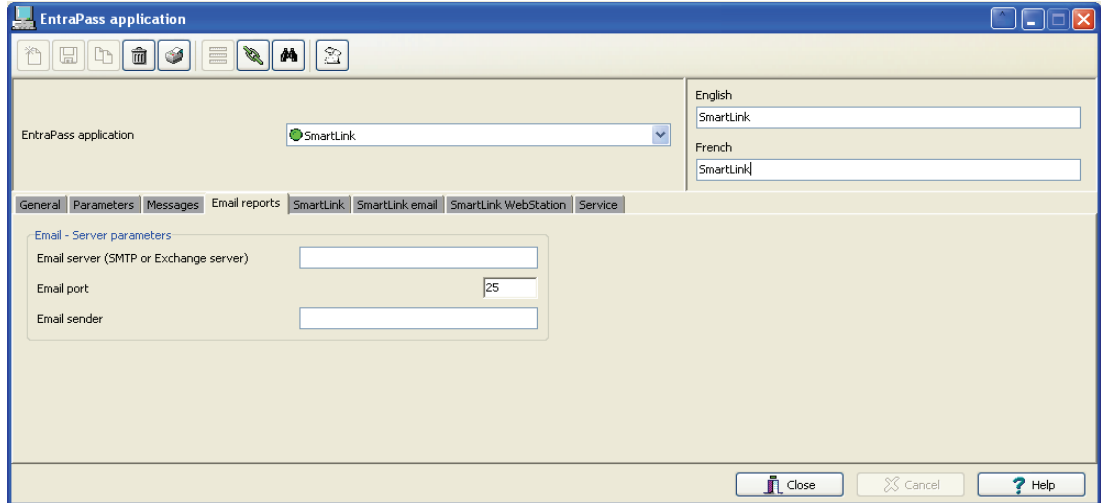 EntraPass application
English
SmartLink
EntraPass application
SmartLink
French
SmartLink
General Parameters Messages Email reports SmartLink SmartLink email SmartLink WebStation Service
Email - Server parameters
Email server (SMTP or Exchange server)
Email port 25
Email sender
Close Cancel ? Help